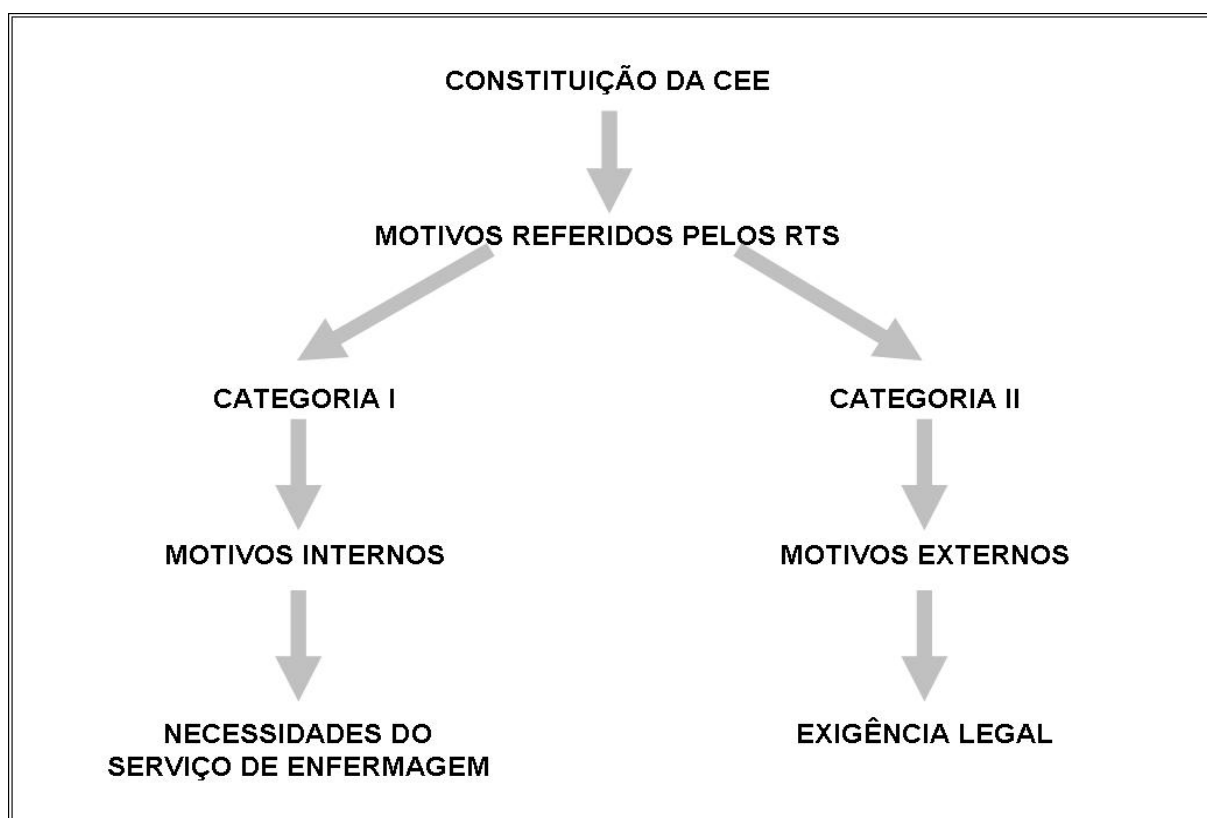 CONSTITUIÇÃO DA CEE
MOTIVOS REFERIDOS PELOS RTS
CATEGORIA I
CATEGORIA II
MOTIVOS INTERNOS
MOTIVOS EXTERNOS
NECESSIDADES DO
SERVIÇO DE ENFERMAGEM
EXIGÊNCIA LEGAL